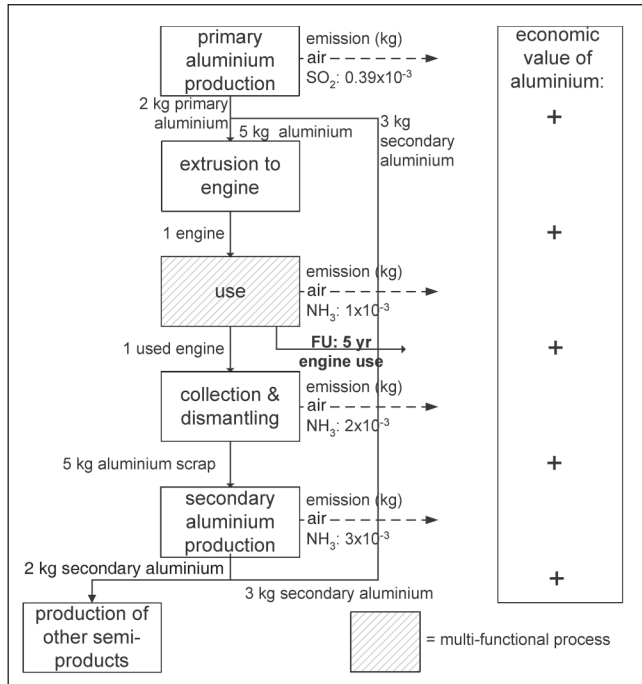 primary
aluminium
production
emission (kg)
air
SO₂: 0.39x10⁻³
economic
value of
aluminium:
2 kg primary
aluminium
5 kg aluminium
3 kg
secondary
aluminium
+
extrusion to
engine
1 engine
+
use
emission (kg)
air
NH₃: 1x10⁻³
FU: 5 yr
engine use
+
1 used engine
collection &
dismantling
emission (kg)
air
NH₃: 2x10⁻³
5 kg aluminium scrap
+
secondary
aluminium
production
emission (kg)
air
NH₃: 3x10⁻³
2 kg secondary aluminium
3 kg secondary aluminium
+
production of
other semi-
products
= multi-functional process